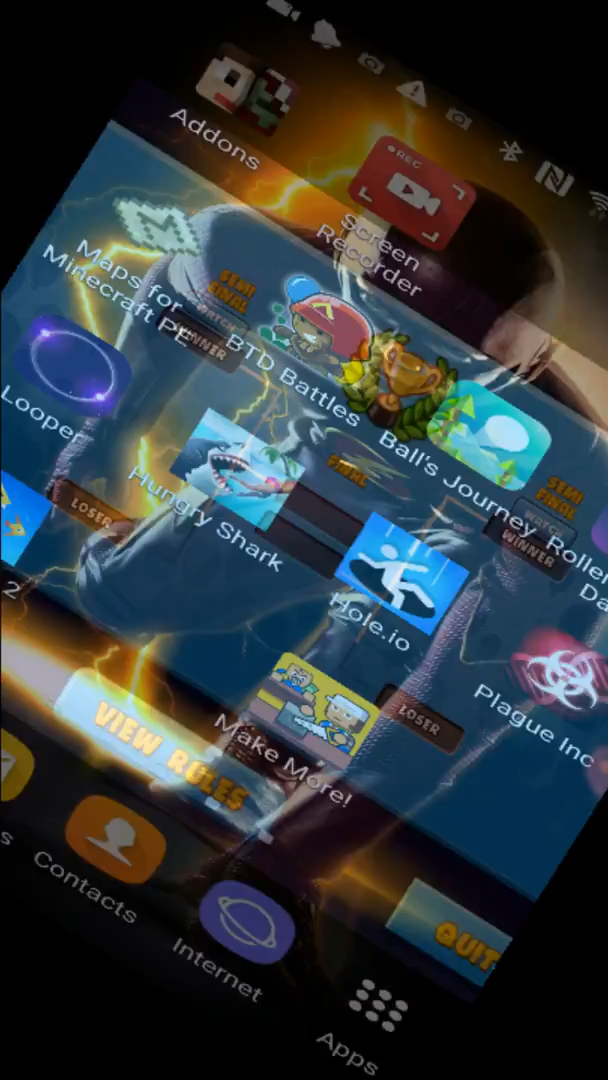 Addons
REC
Screen
Recorder
Maps for
Minecraft PE
SEMI
FINAL
WATCH
WINNER
BTD Battles
Ball's Journey
Looper
FINAL
Hungry Shark
SEMI
FINAL
WATCH
WINNER
Roller
LOSER
2
Hole.io
Plague Inc
LOSER
Make More!
VIEW RULES
QUIT
s
Contacts
Internet
Apps